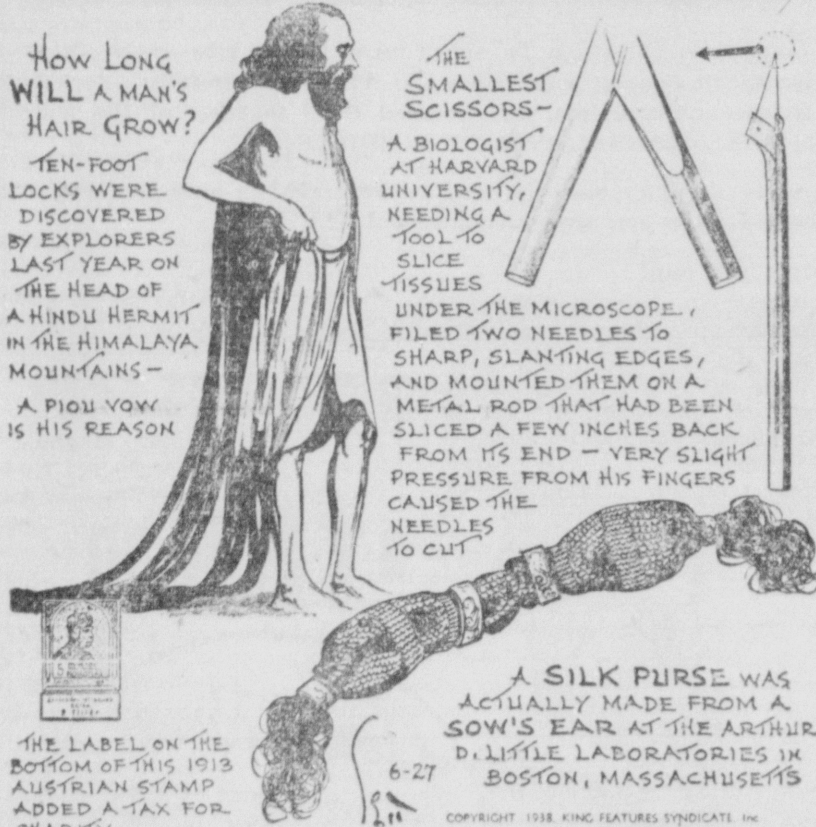 HOW LONG
WILL A MAN'S
HAIR GROW?
TEN-FOOT
LOCKS WERE
DISCOVERED
BY EXPLORERS
LAST YEAR ON
THE HEAD OF
A HINDU HERMIT
IN THE HIMALAYA
MOUNTAINS-
A PIOU VOW
IS HIS REASON
THE
SMALLEST
SCISSORS-
A BIOLOGIST
AT HARVARD
UNIVERSITY,
NEEDING A
TOOL TO
SLICE
TISSUES
UNDER THE MICROSCOPE,
FILED TWO NEEDLES TO
SHARP, SLANTING EDGES,
AND MOUNTED THEM ON A
METAL ROD THAT HAD BEEN
SLICED A FEW INCHES BACK
FROM ITS END - VERY SLIGHT
PRESSURE FROM HIS FINGERS
CAUSED THE
NEEDLES
TO CUT
THE LABEL ON THE
BOTTOM OF THIS 1913
AUSTRIAN STAMP
ADDED A TAX FOR
A SILK PURSE WAS
ACTUALLY MADE FROM A
SOW'S EAR AT THE ARTHUR
D. LITTLE LABORATORIES IN
BOSTON, MASSACHUSETTS
6-27
COPYRIGHT 1938, KING FEATURES SYNDICATE, Inc